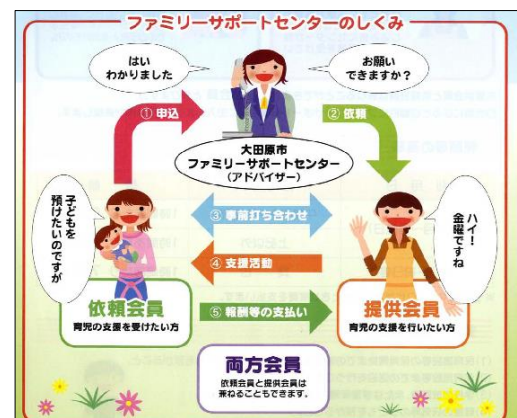 ファミリーサポートセンターのしくみ
はい
わかりました
お願い
できますか？
① 申込
② 依頼
大田原市
ファミリーサポートセンター
（アドバイザー）
子どもを
預けたいのですが
ハイ！
金曜ですね
③ 事前打ち合わせ
④ 支援活動
依頼会員
育児の支援を受けたい方
⑤ 報酬等の支払い
提供会員
育児の支援を行いたい方
両方会員
依頼会員と提供会員は
兼ねることもできます。